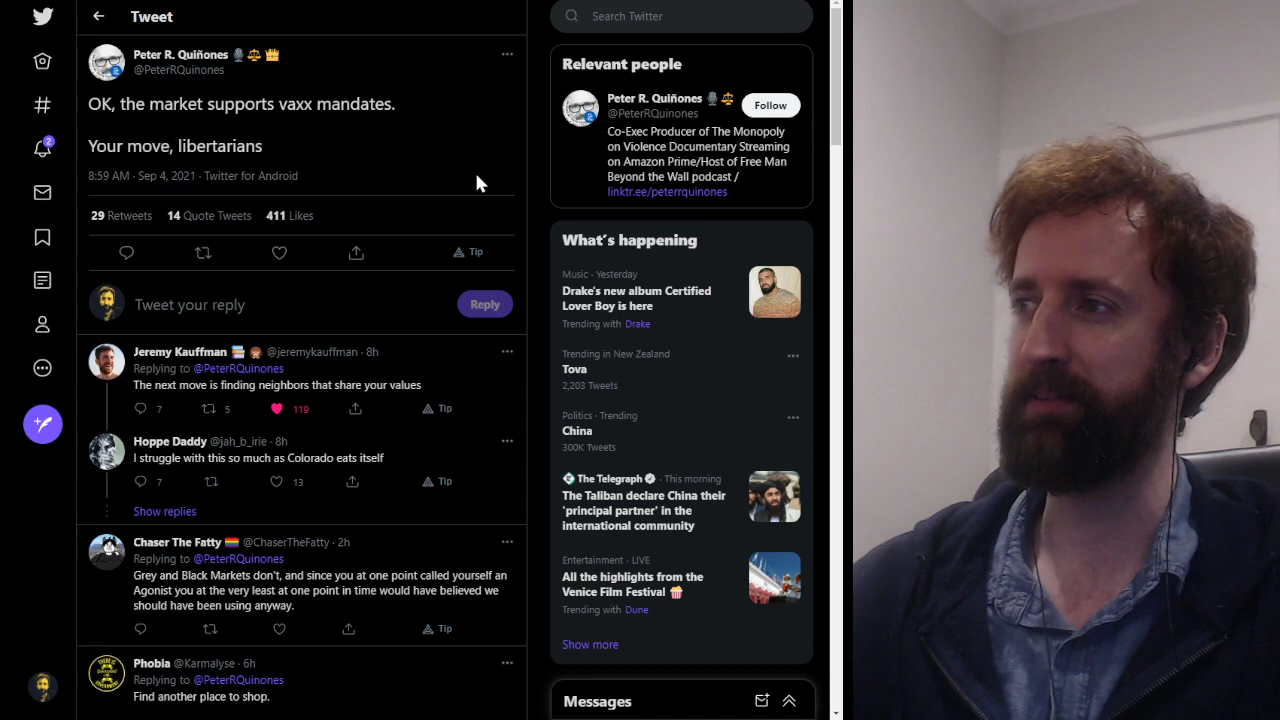 Tweet
Peter R. Quiñones 🎙️⚖️👑
@PeterRQuinones
OK, the market supports vaxx mandates.
Your move, libertarians
8:59 AM · Sep 4, 2021 · Twitter for Android
29 Retweets 14 Quote Tweets 411 Likes
Tip
Tweet your reply
Reply
Jeremy Kauffman @jeremykauffman · 8h
Replying to @PeterRQuinones
The next move is finding neighbors that share your values
7 5 119 Tip
Hoppe Daddy @jah_b_irie · 8h
I struggle with this so much as Colorado eats itself
7 13 Tip
Show replies
Chaser The Fatty 🏳️‍🌈 @ChaserTheFatty · 2h
Replying to @PeterRQuinones
Grey and Black Markets don't, and since you at one point called yourself an
Agonist you at the very least at one point in time would have believed we
should have been using anyway.
Tip
Phobia @Karmalyse · 6h
Replying to @PeterRQuinones
Find another place to shop.
2
Search Twitter
Relevant people
Peter R. Quiñones 🎙️⚖️
@PeterRQuinones
Follow
Co-Exec Producer of The Monopoly
on Violence Documentary Streaming
on Amazon Prime/Host of Free Man
Beyond the Wall podcast /
linktr.ee/peterrquinones
What's happening
Music · Yesterday
Drake's new album Certified
Lover Boy is here
Trending with Drake
Trending in New Zealand
Tova
2,203 Tweets
Politics · Trending
China
300K Tweets
The Telegraph · This morning
The Taliban declare China their
'principal partner' in the
international community
Entertainment · LIVE
All the highlights from the
Venice Film Festival 🍿
Trending with Dune
Show more
Messages